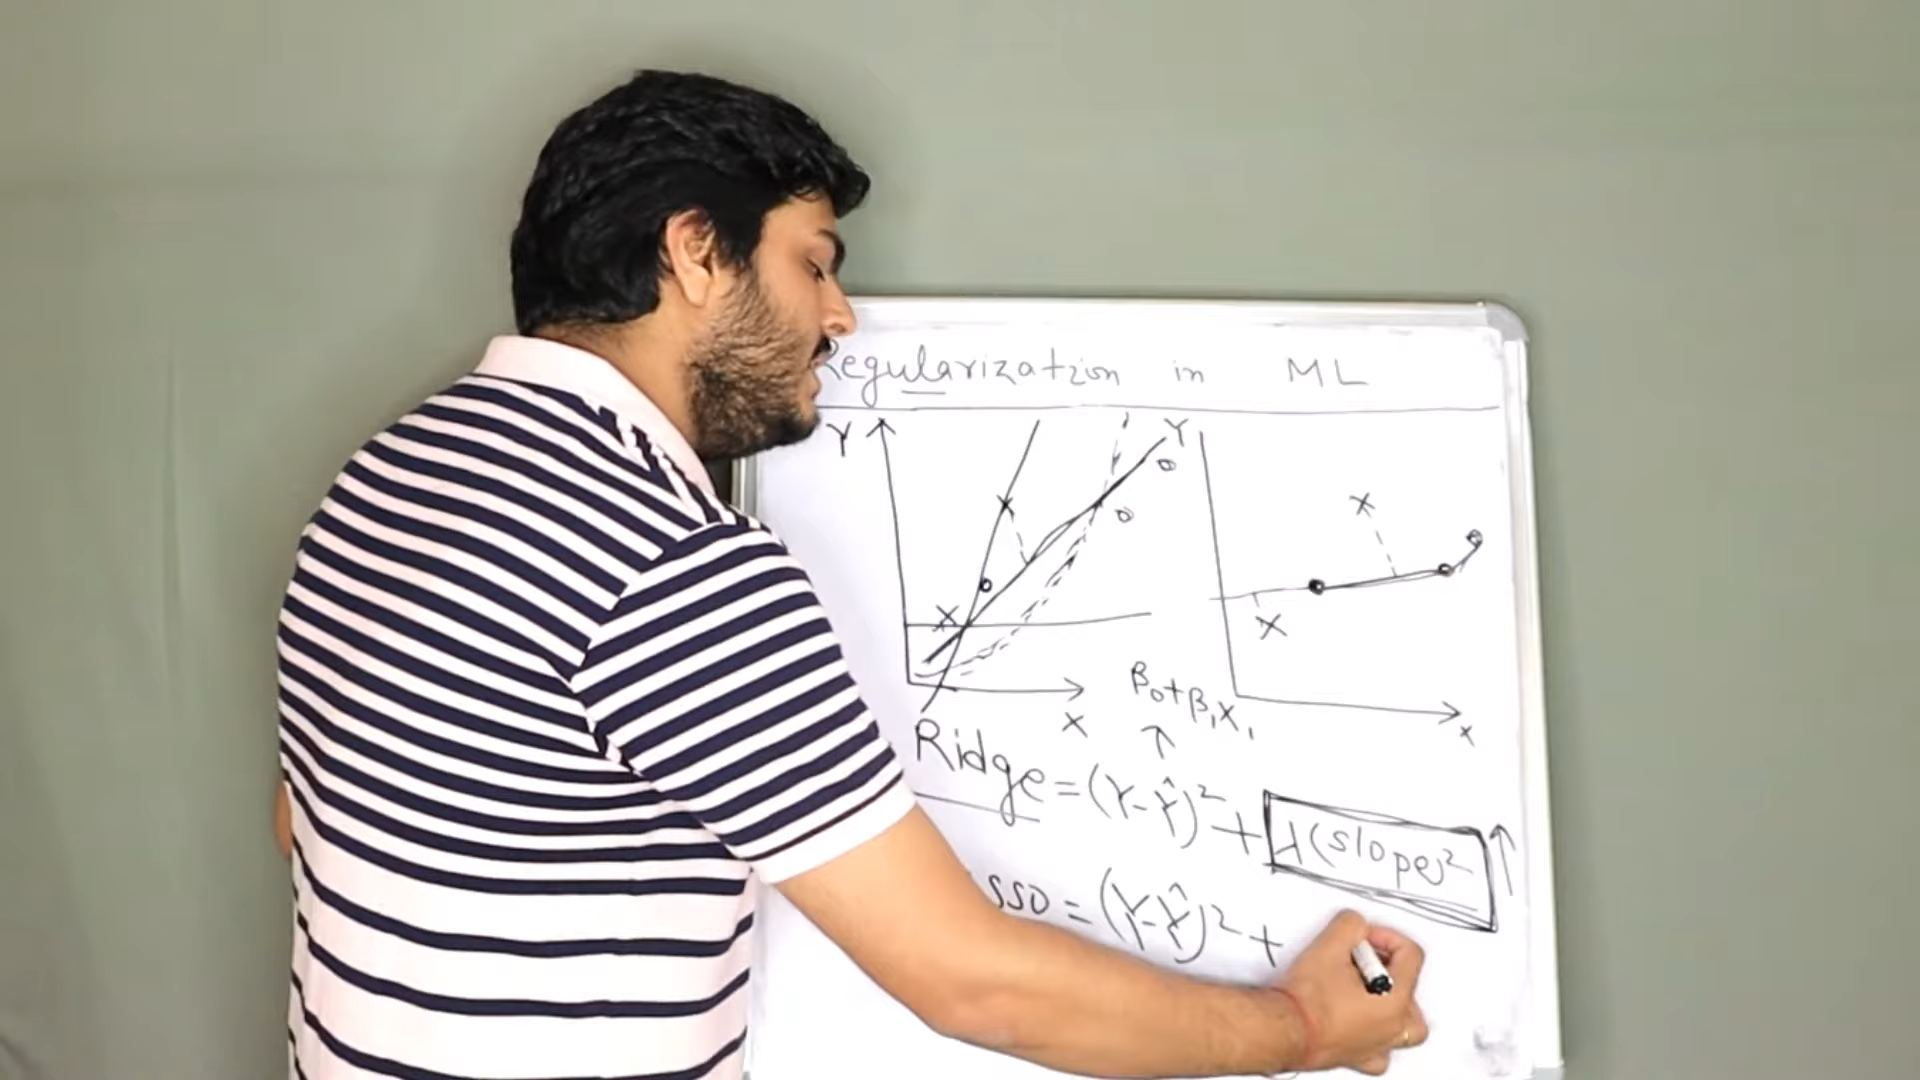 Regularization in ML
Y
Y
X
X
β₀+β₁X₁
Ridge = (Y-Ŷ)² + λ(slope)²
SSO = (Y-Ŷ)² +